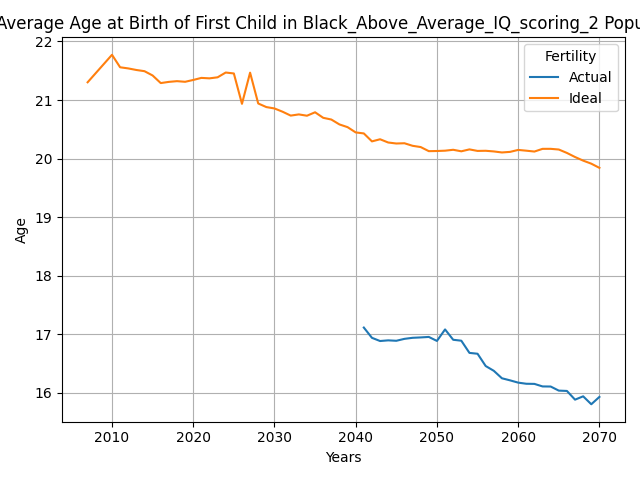 Average Age at Birth of First Child in Black_Above_Average_IQ_scoring_2
22
21
20
19
18
17
16
Age
Fertility
Actual
Ideal
2010 2020 2030 2040 2050 2060 2070
Years